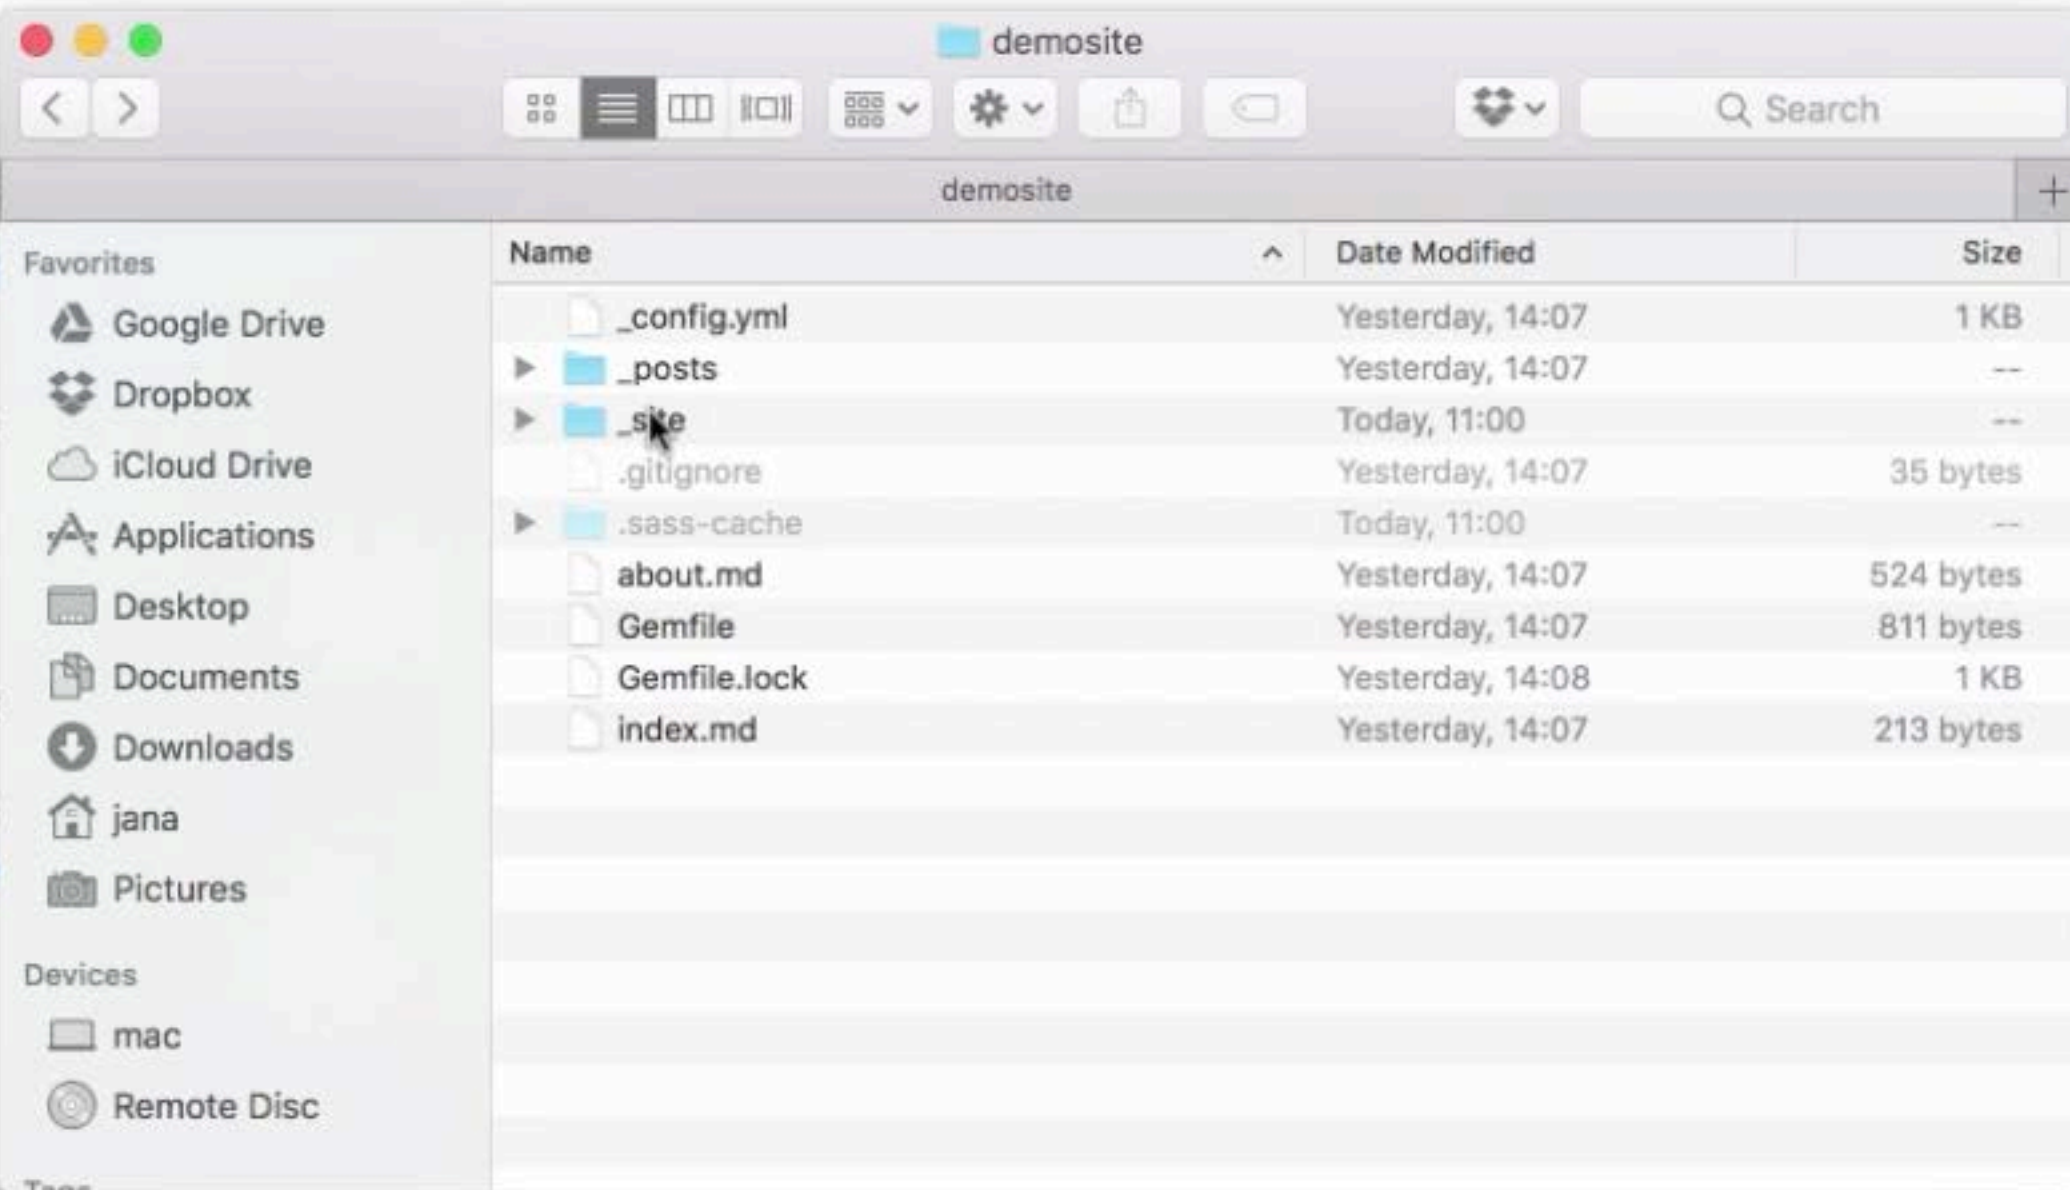 demosite
Search
demosite
Name Date Modified Size
Favorites
Google Drive
Dropbox
iCloud Drive
Applications
Desktop
Documents
Downloads
jana
Pictures
Devices
mac
Remote Disc
Tags
_config.yml Yesterday, 14:07 1 KB
_posts Yesterday, 14:07 --
_site Today, 11:00 --
.gitignore Yesterday, 14:07 35 bytes
.sass-cache Today, 11:00 --
about.md Yesterday, 14:07 524 bytes
Gemfile Yesterday, 14:07 811 bytes
Gemfile.lock Yesterday, 14:08 1 KB
index.md Yesterday, 14:07 213 bytes